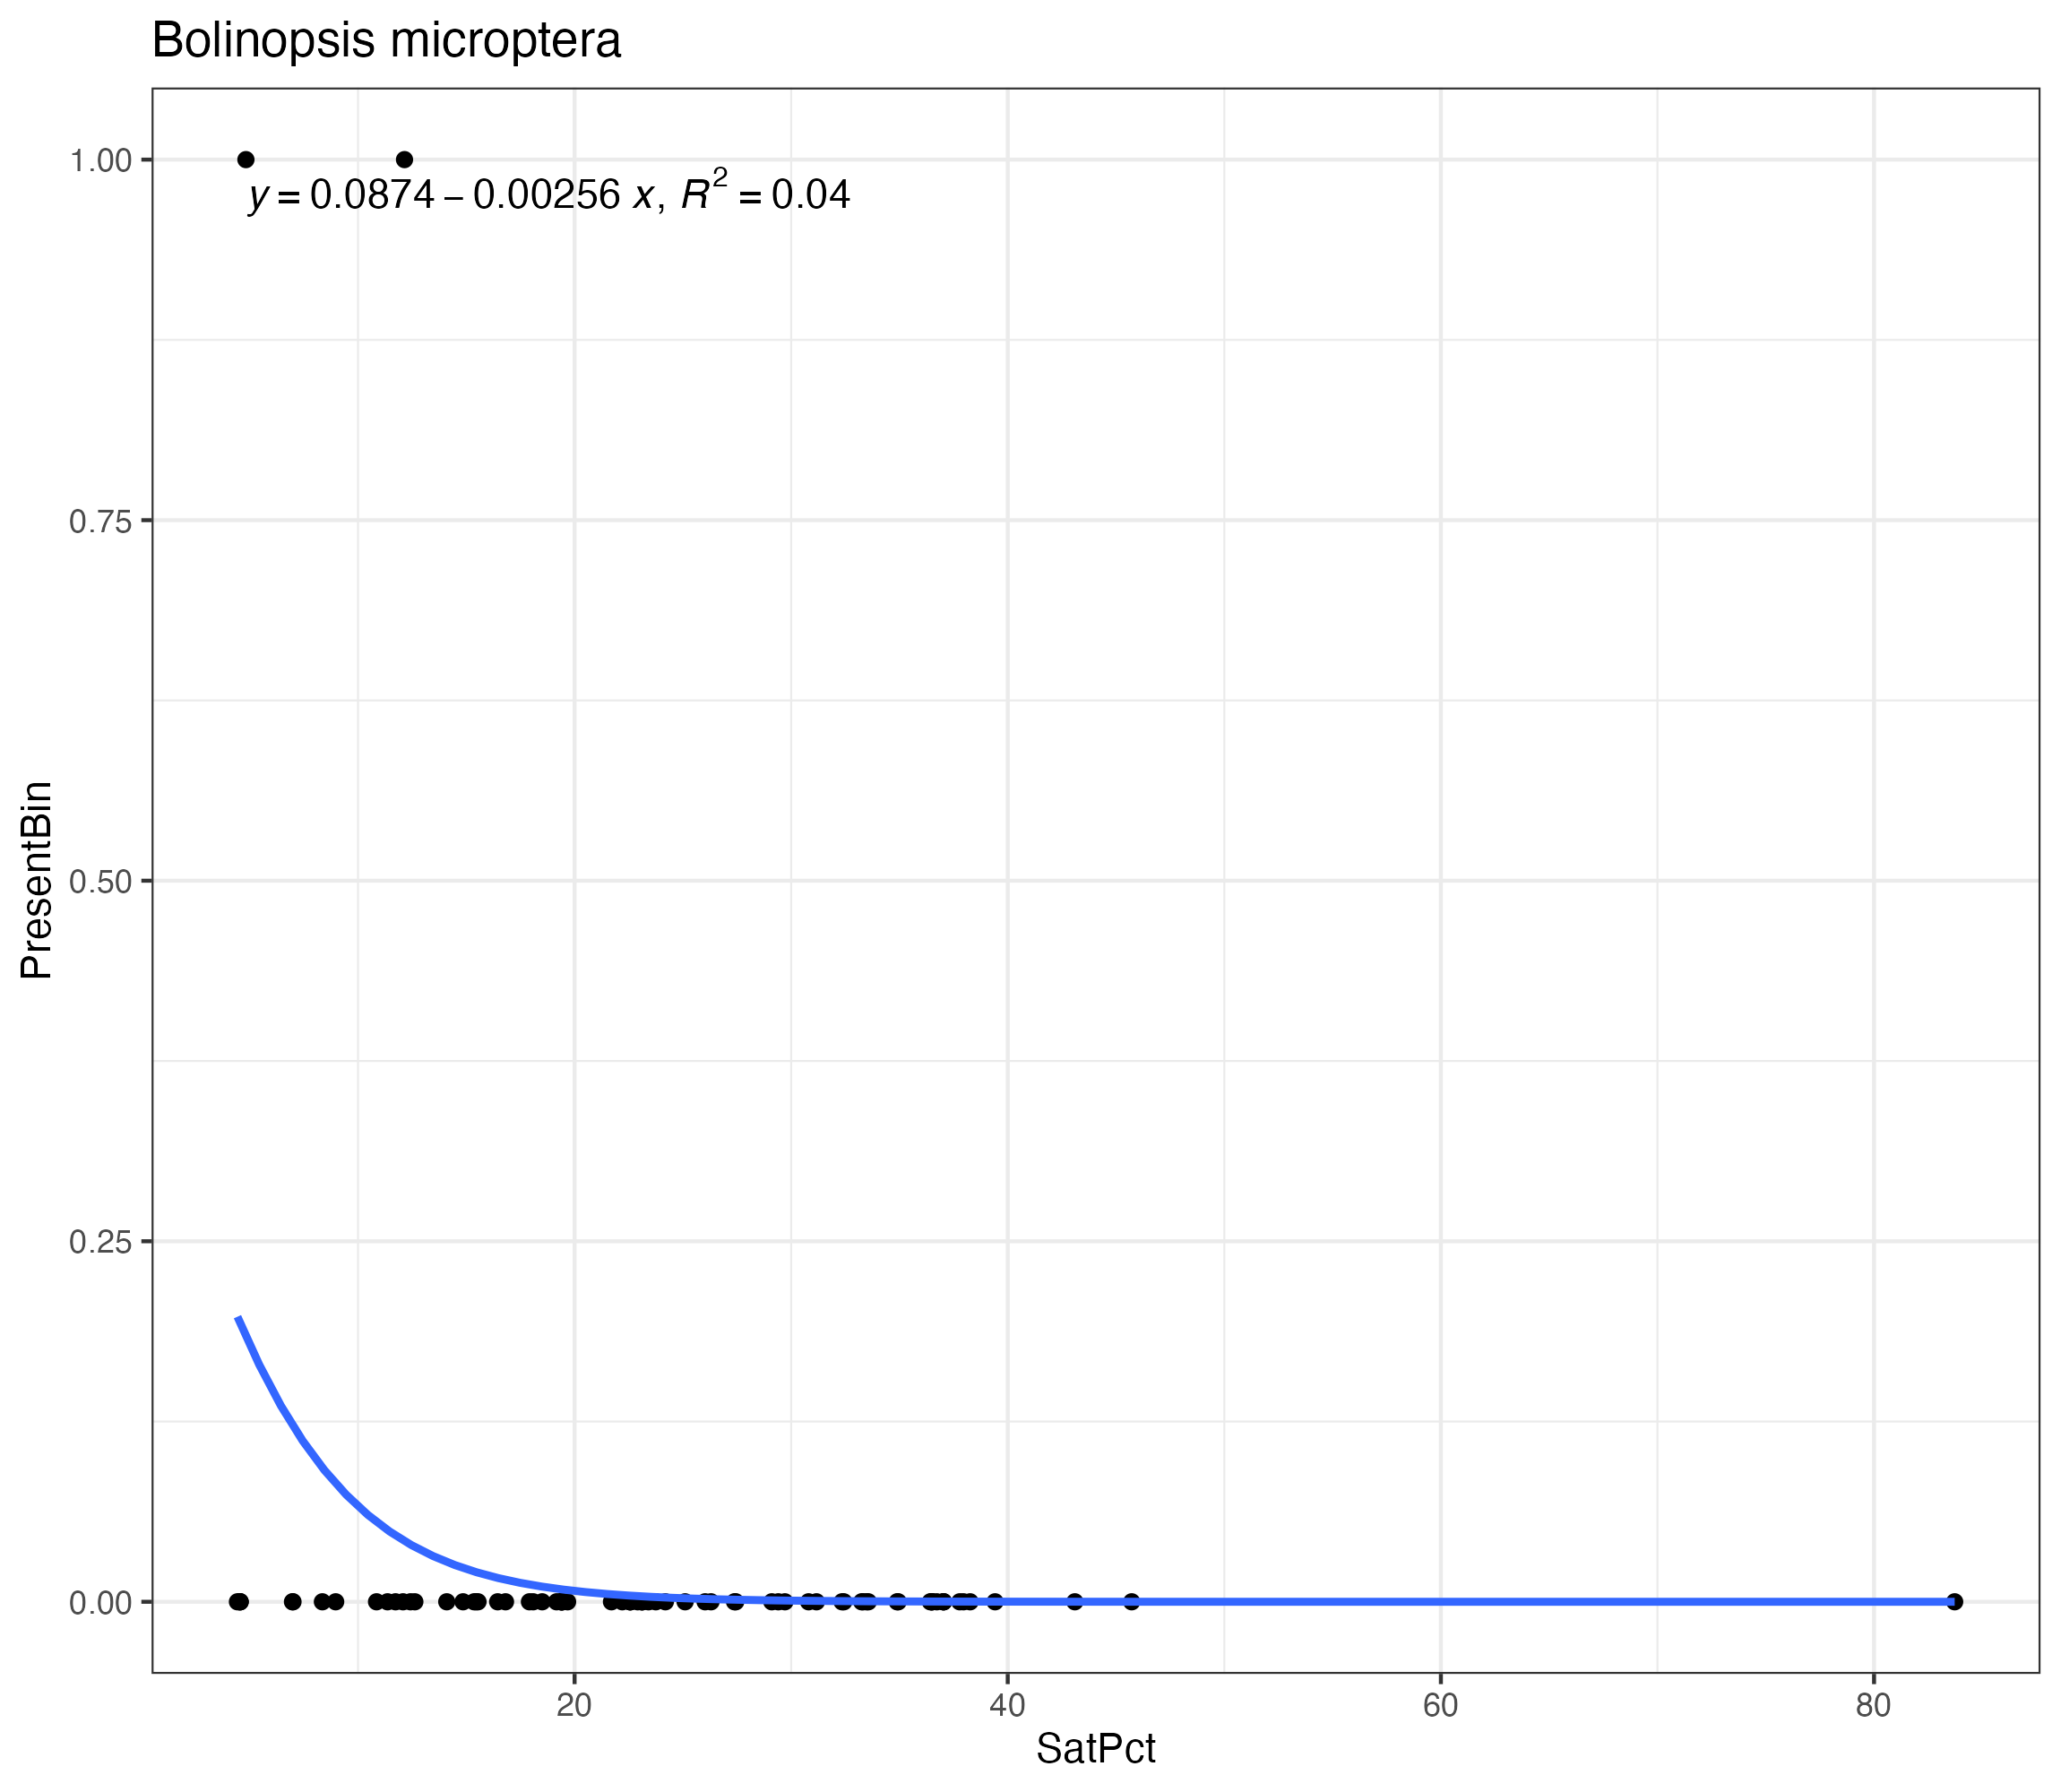 Bolinopsis microptera
y = 0.0874 − 0.00256 x, R² = 0.04
1.00
0.75
0.50
0.25
0.00
PresentBin
20 40 60 80
SatPct